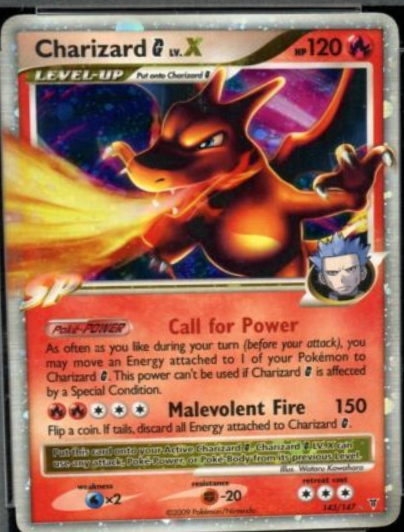 Charizard G LV.X HP 120
LEVEL-UP Put onto Charizard G
SP
Poké-POWER Call for Power
As often as you like during your turn (before your attack), you
may move an Energy attached to 1 of your Pokémon to
Charizard G. This power can't be used if Charizard G is affected
by a Special Condition.
Malevolent Fire 150
Flip a coin. If tails, discard all Energy attached to Charizard G.
Put this card onto your Active Charizard G. Charizard G LV.X can
use any attack, Poké-Power, or Poké-Body from its previous Level.
Illus. Wataru Kawahara
weakness resistance retreat cost
×2 -20
©2009 Pokémon/Nintendo 143/147